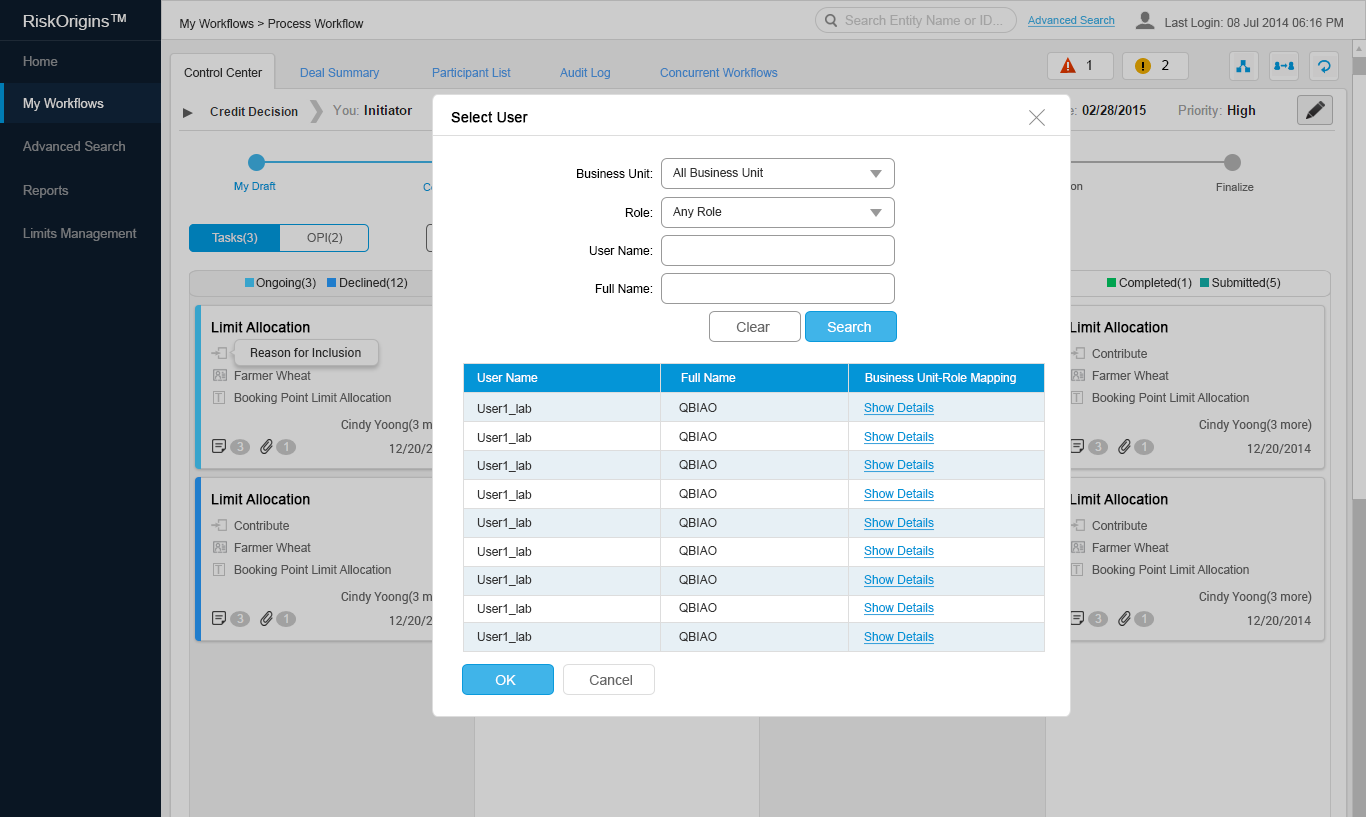 RiskOrigins™
My Workflows > Process Workflow
Search Entity Name or ID...
Advanced Search
Last Login: 08 Jul 2014 06:16 PM
Home
My Workflows
Advanced Search
Reports
Limits Management
Control Center
Deal Summary
Participant List
Audit Log
Concurrent Workflows
1
2
Credit Decision
You: Initiator
02/28/2015
Priority: High
My Draft
Finalize
Tasks(3)
OPI(2)
Ongoing(3)
Declined(12)
Completed(1)
Submitted(5)
Limit Allocation
Reason for Inclusion
Farmer Wheat
Booking Point Limit Allocation
Cindy Yoong(3 m
3
1
12/20/2
Limit Allocation
Contribute
Farmer Wheat
Booking Point Limit Allocation
Cindy Yoong(3 m
3
1
12/20/2
Select User
Business Unit:
All Business Unit
Role:
Any Role
User Name:
Full Name:
Clear
Search
User Name Full Name Business Unit-Role Mapping
User1_lab QBIAO Show Details
User1_lab QBIAO Show Details
User1_lab QBIAO Show Details
User1_lab QBIAO Show Details
User1_lab QBIAO Show Details
User1_lab QBIAO Show Details
User1_lab QBIAO Show Details
User1_lab QBIAO Show Details
User1_lab QBIAO Show Details
OK
Cancel
Limit Allocation
Contribute
Farmer Wheat
Booking Point Limit Allocation
Cindy Yoong(3 more)
3
1
12/20/2014
Limit Allocation
Contribute
Farmer Wheat
Booking Point Limit Allocation
Cindy Yoong(3 more)
3
1
12/20/2014